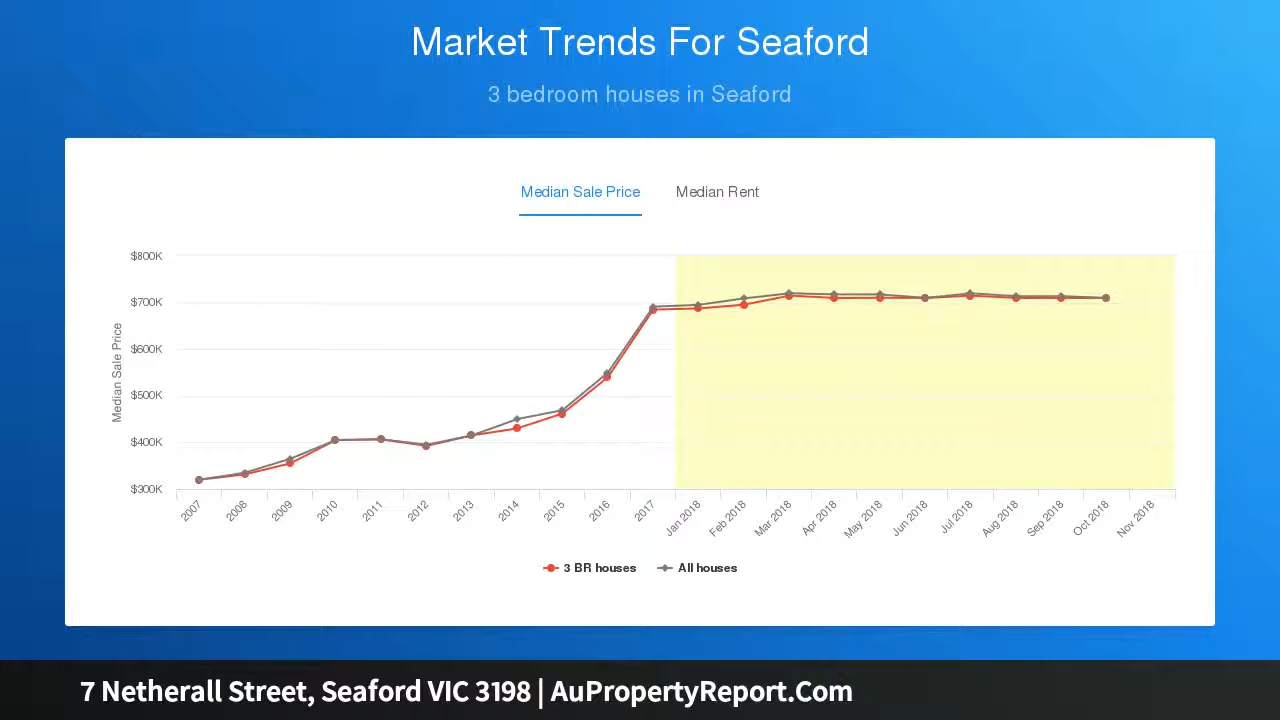 Market Trends For Seaford
3 bedroom houses in Seaford
Median Sale Price Median Rent
Median Sale Price
$800K
$700K
$600K
$500K
$400K
$300K
2007 2008 2009 2010 2011 2012 2013 2014 2015 2016 2017 Jan 2018 Feb 2018 Mar 2018 Apr 2018 May 2018 Jun 2018 Jul 2018 Aug 2018 Sep 2018 Oct 2018 Nov 2018
3 BR houses All houses
7 Netherall Street, Seaford VIC 3198 | AuPropertyReport.Com